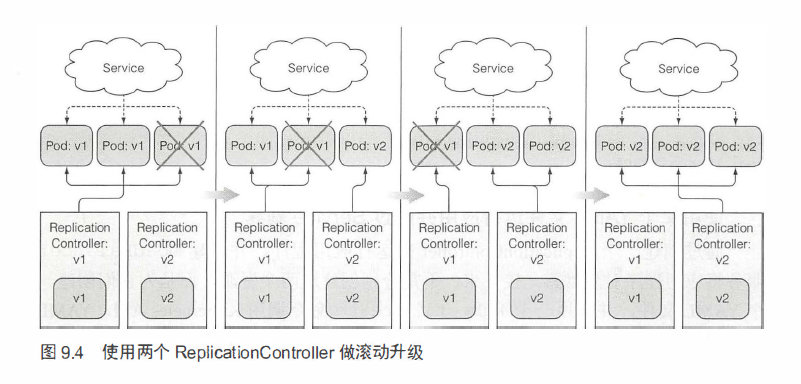 Service
Service
Service
Service
Pod: v1 Pod: v1 Pod: v1
Pod: v1 Pod: v1 Pod: v2
Pod: v1 Pod: v2 Pod: v2
Pod: v2 Pod: v2 Pod: v2
Replication
Controller:
v1
v1
Replication
Controller:
v2
v2
Replication
Controller:
v1
v1
Replication
Controller:
v2
v2
Replication
Controller:
v1
v1
Replication
Controller:
v2
v2
Replication
Controller:
v1
v1
Replication
Controller:
v2
v2
图 9.4 使用两个 ReplicationController 做滚动升级